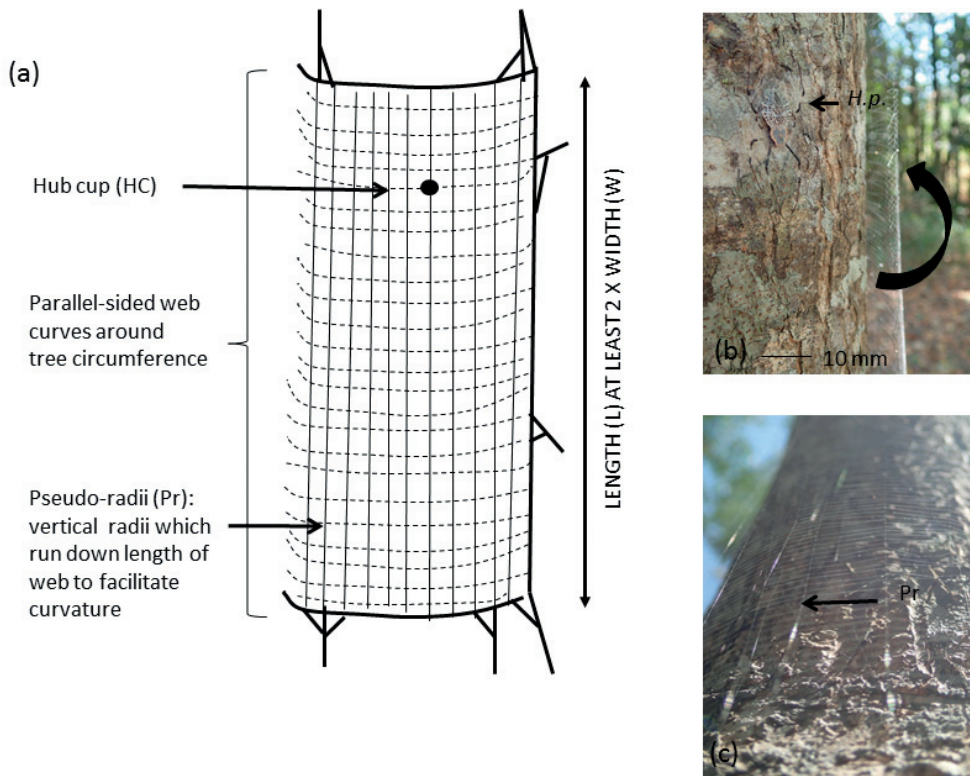 (a)
Hub cup (HC)
Parallel-sided web
curves around
tree circumference
Pseudo-radii (Pr):
vertical radii which
run down length of
web to facilitate
curvature
LENGTH (L) AT LEAST 2 X WIDTH (W)
H.p.
(b)
10 mm
Pr
(c)